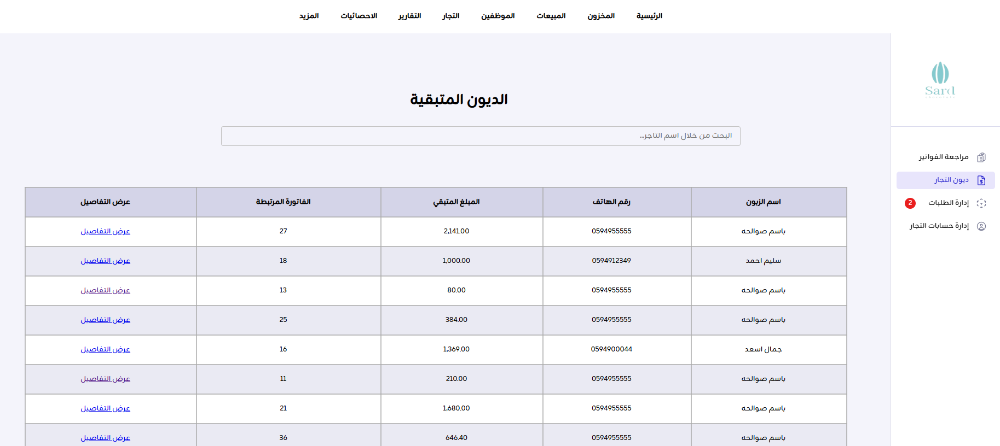 الرئيسية المخزون المبيعات الموظفين التجار التقارير الاحصائيات المزيد
Sard
مراجعة الفواتير
ديون التجار
إدارة الطلبات 2
إدارة حسابات التجار
الديون المتبقية
البحث من خلال اسم التاجر...
اسم الزبون رقم الهاتف المبلغ المتبقي الفاتورة المرتبطة عرض التفاصيل
باسم صوالحه 0594955555 2,141.00 27 عرض التفاصيل
سليم احمد 0594912349 1,000.00 18 عرض التفاصيل
باسم صوالحه 0594955555 80.00 13 عرض التفاصيل
باسم صوالحه 0594955555 384.00 25 عرض التفاصيل
جمال اسعد 0594900044 1,369.00 16 عرض التفاصيل
باسم صوالحه 0594955555 210.00 11 عرض التفاصيل
باسم صوالحه 0594955555 1,680.00 21 عرض التفاصيل
باسم صوالحه 0594955555 646.40 36 عرض التفاصيل